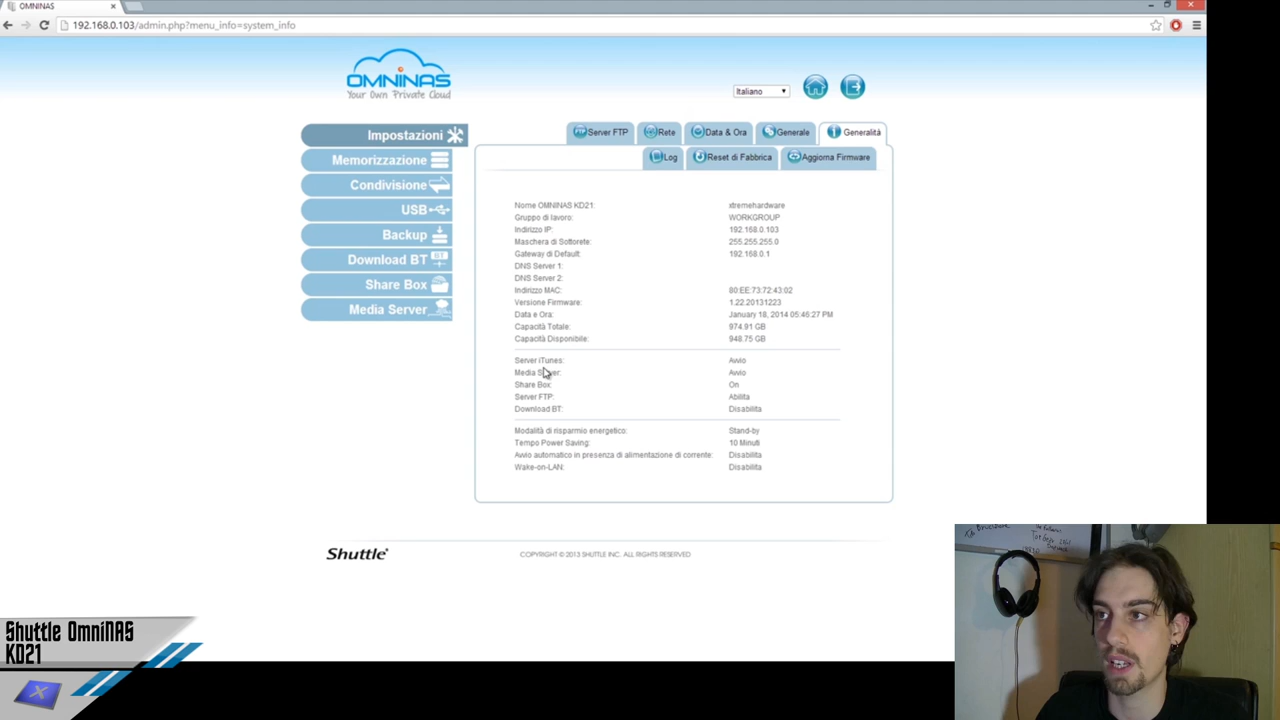 OMNINAS
192.168.0.103/admin.php?menu_info=system_info
OMNINAS
Your Own Private Cloud
Italiano
Impostazioni
Memorizzazione
Condivisione
USB
Backup
Download BT
Share Box
Media Server
Server FTP
Rete
Data & Ora
Generale
Generalità
Log
Reset di Fabbrica
Aggiorna Firmware
Nome OMNINAS KD21: xtremehardware
Gruppo di lavoro: WORKGROUP
Indirizzo IP: 192.168.0.103
Maschera di Sottorete: 255.255.255.0
Gateway di Default: 192.168.0.1
DNS Server 1:
DNS Server 2:
Indirizzo MAC: 80:EE:73:72:43:02
Versione Firmware: 1.22.20131223
Data e Ora: January 18, 2014 05:46:27 PM
Capacità Totale: 974.91 GB
Capacità Disponibile: 948.75 GB
Server iTunes: Avvio
Media Server: Avvio
Share Box: On
Server FTP: Abilita
Download BT: Disabilita
Modalità di risparmio energetico: Stand-by
Tempo Power Saving: 10 Minuti
Avvio automatico in presenza di alimentazione di corrente: Disabilita
Wake-on-LAN: Disabilita
Shuttle
COPYRIGHT © 2013 SHUTTLE INC. ALL RIGHTS RESERVED
Shuttle OmniNAS
KD21